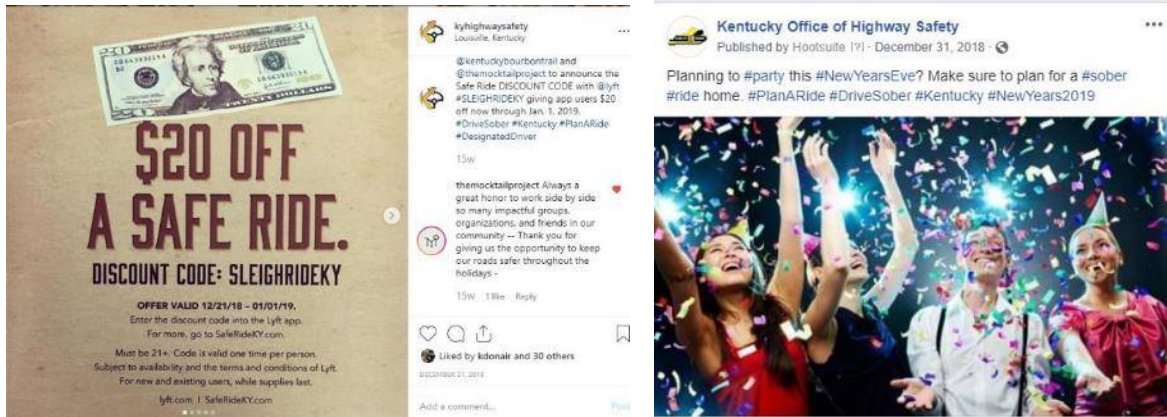 $20 OFF
A SAFE RIDE.
DISCOUNT CODE: SLEIGHRIDEKY
OFFER VALID 12/21/18 – 01/01/19.
Enter the discount code into the Lyft app.
For more, go to SafeRideKY.com.
Must be 21+. Code is valid one time per person.
Subject to availability and the terms and conditions of Lyft.
For new and existing users, while supplies last.
lyft.com | SafeRideKY.com
kyhighwaysafety
Louisville, Kentucky
@kentuckybourbontrail and
@themocktailproject to announce the
Safe Ride DISCOUNT CODE with @lyft
#SLEIGHRIDEKY giving app users $20
off now through Jan. 1, 2019.
#DriveSober #Kentucky #PlanARide
#DesignatedDriver
15w
themocktailproject Always a
great honor to work side by side
so many impactful groups,
organizations, and friends in our
community -- Thank you for
giving us the opportunity to keep
our roads safer throughout the
holidays -
15w 1 like Reply
Liked by kdonair and 30 others
DECEMBER 21, 2018
Add a comment...
Post
Kentucky Office of Highway Safety
Published by Hootsuite [?] · December 31, 2018 ·
Planning to #party this #NewYearsEve? Make sure to plan for a #sober
#ride home. #PlanARide #DriveSober #Kentucky #NewYears2019